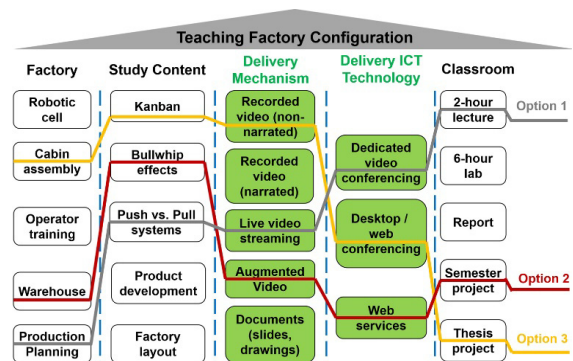 Teaching Factory Configuration
Factory
Study Content
Delivery
Mechanism
Delivery ICT
Technology
Classroom
Robotic
cell
Cabin
assembly
Operator
training
Warehouse
Production
Planning
Kanban
Bullwhip
effects
Push vs. Pull
systems
Product
development
Factory
layout
Recorded
video (non-
narrated)
Recorded
video
(narrated)
Live video
streaming
Augmented
Video
Documents
(slides,
drawings)
Dedicated
video
conferencing
Desktop /
web
conferencing
Web
services
2-hour
lecture
6-hour
lab
Report
Semester
project
Thesis
project
Option 1
Option 2
Option 3